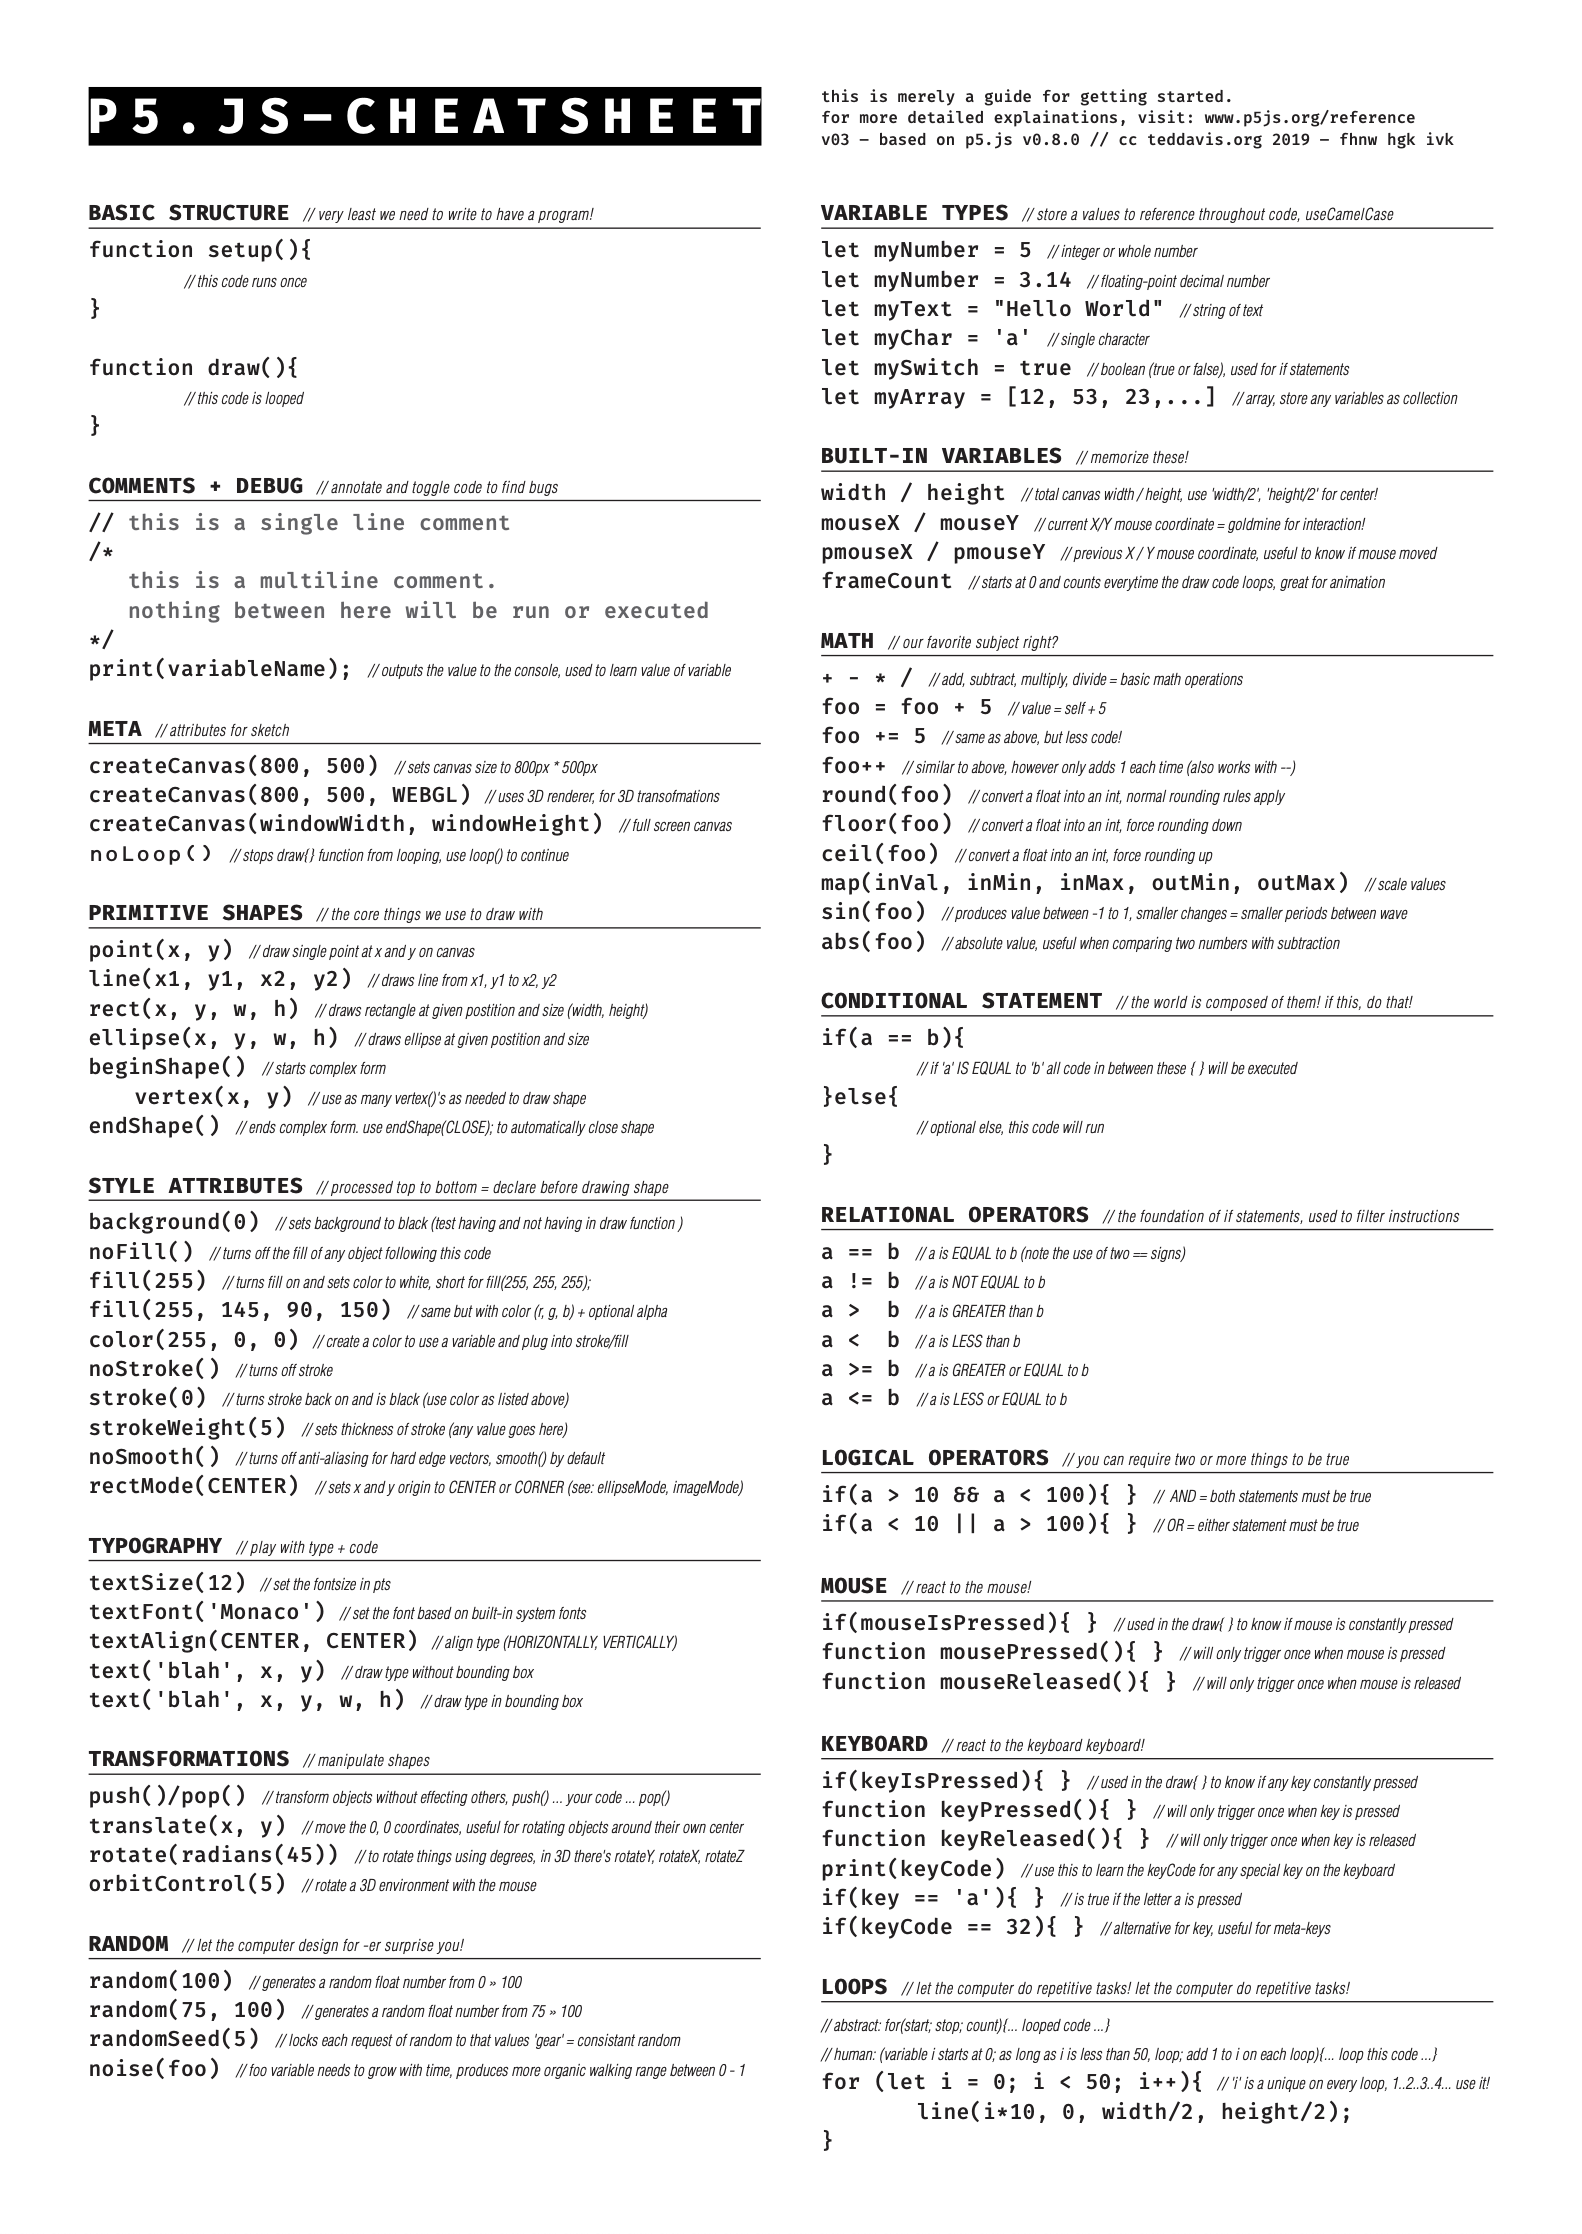 P5.JS–CHEATSHEET
this is merely a guide for getting started.
for more detailed explainations, visit: www.p5js.org/reference
v03 – based on p5.js v0.8.0 // cc teddavis.org 2019 – fhnw hgk ivk
BASIC STRUCTURE // very least we need to write to have a program!
function setup(){
// this code runs once
}
function draw(){
// this code is looped
}
COMMENTS + DEBUG // annotate and toggle code to find bugs
// this is a single line comment
/*
this is a multiline comment.
nothing between here will be run or executed
*/
print(variableName); // outputs the value to the console, used to learn value of variable
META // attributes for sketch
createCanvas(800, 500) // sets canvas size to 800px * 500px
createCanvas(800, 500, WEBGL) // uses 3D renderer, for 3D transofmations
createCanvas(windowWidth, windowHeight) // full screen canvas
noLoop() // stops draw{} function from looping, use loop() to continue
PRIMITIVE SHAPES // the core things we use to draw with
point(x, y) // draw single point at x and y on canvas
line(x1, y1, x2, y2) // draws line from x1, y1 to x2, y2
rect(x, y, w, h) // draws rectangle at given postition and size (width, height)
ellipse(x, y, w, h) // draws ellipse at given postition and size
beginShape() // starts complex form
vertex(x, y) // use as many vertex()'s as needed to draw shape
endShape() // ends complex form. use endShape(CLOSE); to automatically close shape
STYLE ATTRIBUTES // processed top to bottom = declare before drawing shape
background(0) // sets background to black (test having and not having in draw function )
noFill() // turns off the fill of any object following this code
fill(255) // turns fill on and sets color to white, short for fill(255, 255, 255);
fill(255, 145, 90, 150) // same but with color (r, g, b) + optional alpha
color(255, 0, 0) // create a color to use a variable and plug into stroke/fill
noStroke() // turns off stroke
stroke(0) // turns stroke back on and is black (use color as listed above)
strokeWeight(5) // sets thickness of stroke (any value goes here)
noSmooth() // turns off anti-aliasing for hard edge vectors, smooth() by default
rectMode(CENTER) // sets x and y origin to CENTER or CORNER (see: ellipseMode, imageMode)
TYPOGRAPHY // play with type + code
textSize(12) // set the fontsize in pts
textFont('Monaco') // set the font based on built-in system fonts
textAlign(CENTER, CENTER) // align type (HORIZONTALLY, VERTICALLY)
text('blah', x, y) // draw type without bounding box
text('blah', x, y, w, h) // draw type in bounding box
TRANSFORMATIONS // manipulate shapes
push()/pop() // transform objects without effecting others, push() ... your code ... pop()
translate(x, y) // move the 0, 0 coordinates, useful for rotating objects around their own center
rotate(radians(45)) // to rotate things using degrees, in 3D there's rotateY, rotateX, rotateZ
orbitControl(5) // rotate a 3D environment with the mouse
RANDOM // let the computer design for -er surprise you!
random(100) // generates a random float number from 0 » 100
random(75, 100) // generates a random float number from 75 » 100
randomSeed(5) // locks each request of random to that values 'gear' = consistant random
noise(foo) // foo variable needs to grow with time, produces more organic walking range between 0 - 1
VARIABLE TYPES // store a values to reference throughout code, useCamelCase
let myNumber = 5 // integer or whole number
let myNumber = 3.14 // floating-point decimal number
let myText = "Hello World" // string of text
let myChar = 'a' // single character
let mySwitch = true // boolean (true or false), used for if statements
let myArray = [12, 53, 23,...] // array, store any variables as collection
BUILT-IN VARIABLES // memorize these!
width / height // total canvas width / height, use 'width/2', 'height/2' for center!
mouseX / mouseY // current X/Y mouse coordinate = goldmine for interaction!
pmouseX / pmouseY // previous X / Y mouse coordinate, useful to know if mouse moved
frameCount // starts at 0 and counts everytime the draw code loops, great for animation
MATH // our favorite subject right?
+ - * / // add, subtract, multiply, divide = basic math operations
foo = foo + 5 // value = self + 5
foo += 5 // same as above, but less code!
foo++ // similar to above, however only adds 1 each time (also works with --)
round(foo) // convert a float into an int, normal rounding rules apply
floor(foo) // convert a float into an int, force rounding down
ceil(foo) // convert a float into an int, force rounding up
map(inVal, inMin, inMax, outMin, outMax) // scale values
sin(foo) // produces value between -1 to 1, smaller changes = smaller periods between wave
abs(foo) // absolute value, useful when comparing two numbers with subtraction
CONDITIONAL STATEMENT // the world is composed of them! if this, do that!
if(a == b){
// if 'a' IS EQUAL to 'b' all code in between these { } will be executed
}else{
// optional else, this code will run
}
RELATIONAL OPERATORS // the foundation of if statements, used to filter instructions
a == b // a is EQUAL to b (note the use of two == signs)
a != b // a is NOT EQUAL to b
a > b // a is GREATER than b
a < b // a is LESS than b
a >= b // a is GREATER or EQUAL to b
a <= b // a is LESS or EQUAL to b
LOGICAL OPERATORS // you can require two or more things to be true
if(a > 10 && a < 100){ } // AND = both statements must be true
if(a < 10 || a > 100){ } // OR = either statement must be true
MOUSE // react to the mouse!
if(mouseIsPressed){ } // used in the draw{ } to know if mouse is constantly pressed
function mousePressed(){ } // will only trigger once when mouse is pressed
function mouseReleased(){ } // will only trigger once when mouse is released
KEYBOARD // react to the keyboard keyboard!
if(keyIsPressed){ } // used in the draw{ } to know if any key constantly pressed
function keyPressed(){ } // will only trigger once when key is pressed
function keyReleased(){ } // will only trigger once when key is released
print(keyCode) // use this to learn the keyCode for any special key on the keyboard
if(key == 'a'){ } // is true if the letter a is pressed
if(keyCode == 32){ } // alternative for key, useful for meta-keys
LOOPS // let the computer do repetitive tasks! let the computer do repetitive tasks!
// abstract: for(start; stop; count){... looped code ...}
// human: (variable i starts at 0; as long as i is less than 50, loop; add 1 to i on each loop){... loop this code ...}
for (let i = 0; i < 50; i++){ // 'i' is a unique on every loop, 1..2..3..4... use it!
line(i*10, 0, width/2, height/2);
}